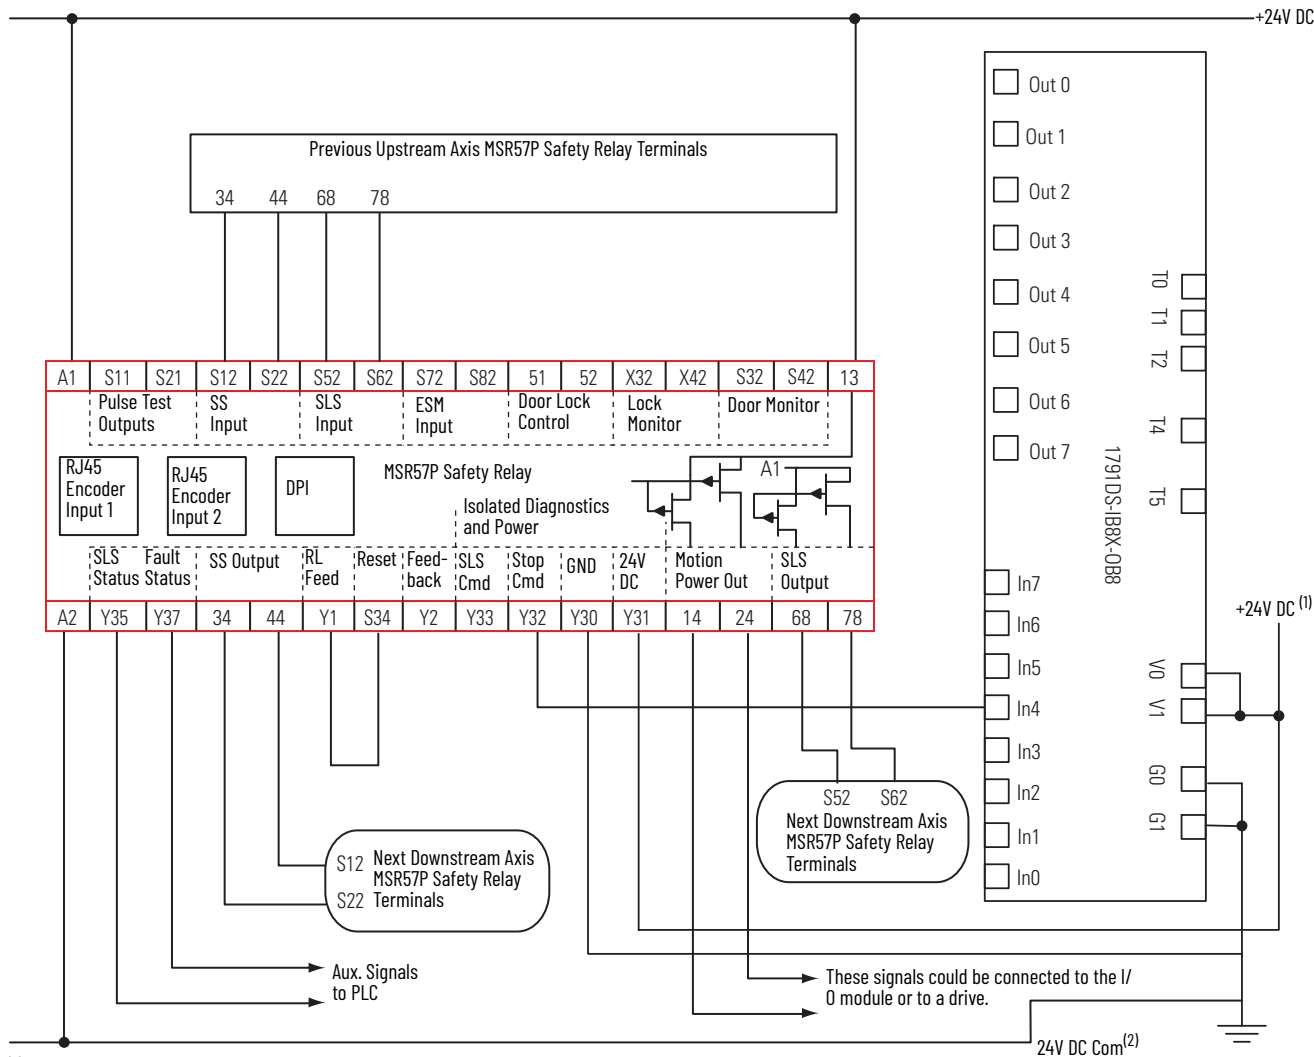 +24V DC
Out 0
Out 1
Out 2
Out 3
Out 4
Out 5
Out 6
Out 7
T0
T1
T2
T4
T5
1791DS-IB8X-OB8
In7
In6
In5
In4
In3
In2
In1
In0
V0
V1
G0
G1
+24V DC (1)
Previous Upstream Axis MSR57P Safety Relay Terminals
34 44 68 78
A1 S11 S21 S12 S22 S52 S62 S72 S82 51 52 X32 X42 S32 S42 13
Pulse Test
Outputs
SS
Input
SLS
Input
ESM
Input
Door Lock
Control
Lock
Monitor
Door Monitor
RJ45
Encoder
Input 1
RJ45
Encoder
Input 2
DPI
MSR57P Safety Relay
A1
Isolated Diagnostics
and Power
SLS
Status
Fault
Status
SS Output
RL
Feed
Reset
Feed-
back
SLS
Cmd
Stop
Cmd
GND
24V
DC
Motion
Power Out
SLS
Output
A2 Y35 Y37 34 44 Y1 S34 Y2 Y33 Y32 Y30 Y31 14 24 68 78
S52 S62
Next Downstream Axis
MSR57P Safety Relay
Terminals
S12 Next Downstream Axis
MSR57P Safety Relay
S22 Terminals
Aux. Signals
to PLC
These signals could be connected to the I/
O module or to a drive.
24V DC Com(2)